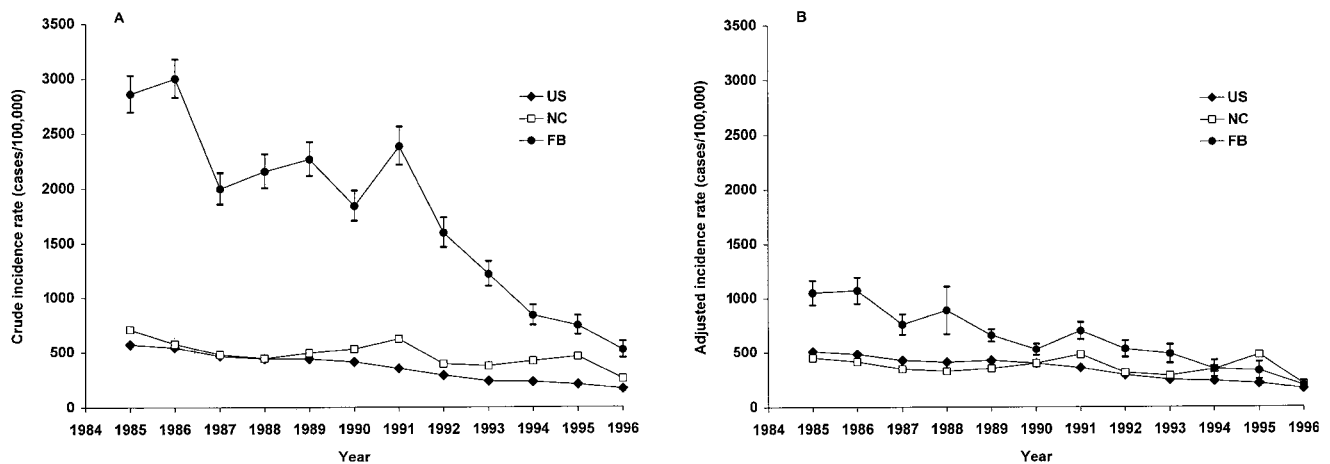 A
Crude incidence rate (cases/100,000)
3500
3000
2500
2000
1500
1000
500
0
US
NC
FB
1984 1985 1986 1987 1988 1989 1990 1991 1992 1993 1994 1995 1996
Year
B
Adjusted incidence rate (cases/100,000)
3500
3000
2500
2000
1500
1000
500
0
US
NC
FB
1984 1985 1986 1987 1988 1989 1990 1991 1992 1993 1994 1995 1996
Year